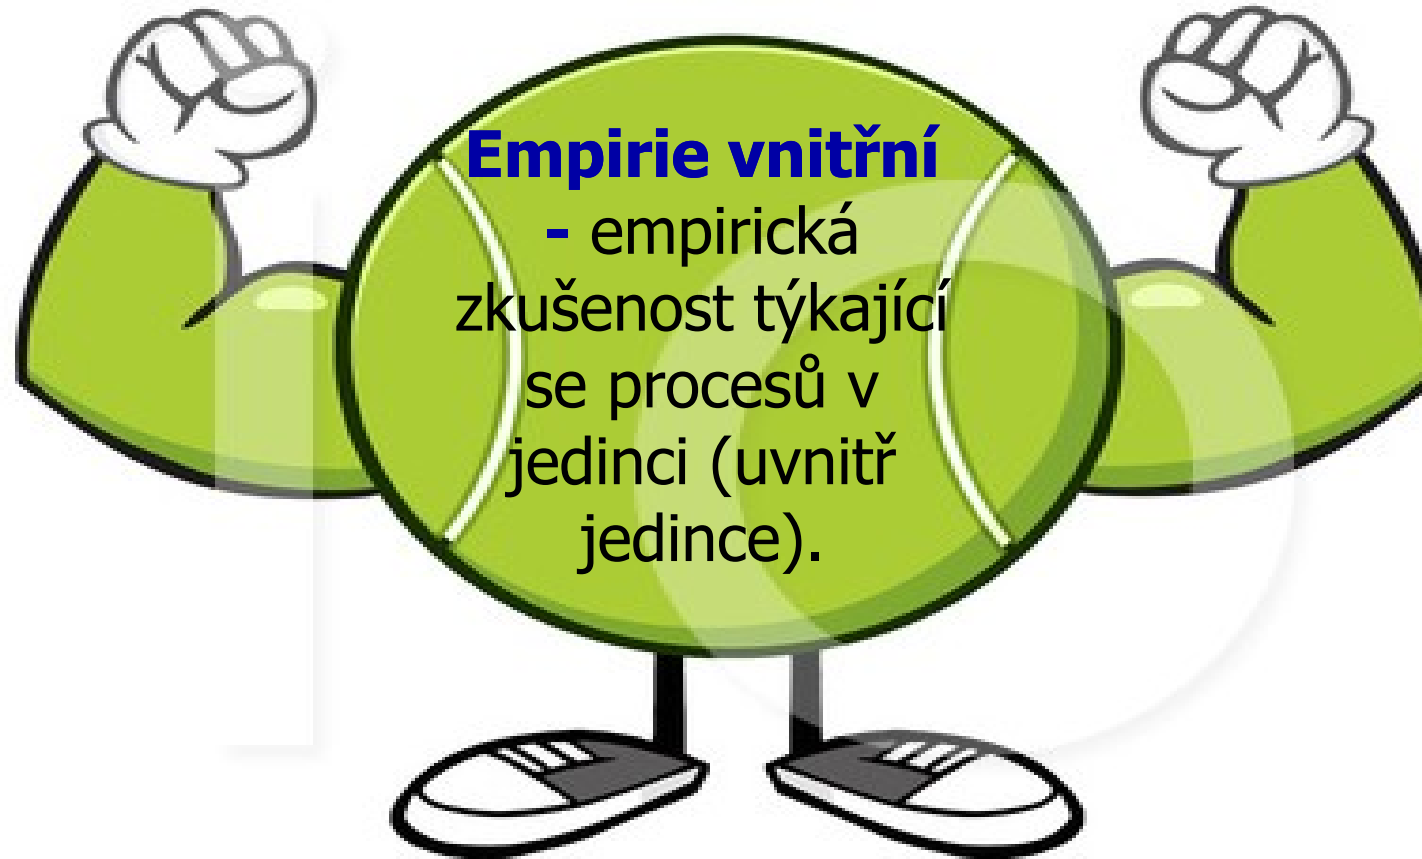 Empirie vnitřní
- empirická
zkušenost týkající
se procesů v
jedinci (uvnitř
jedince).